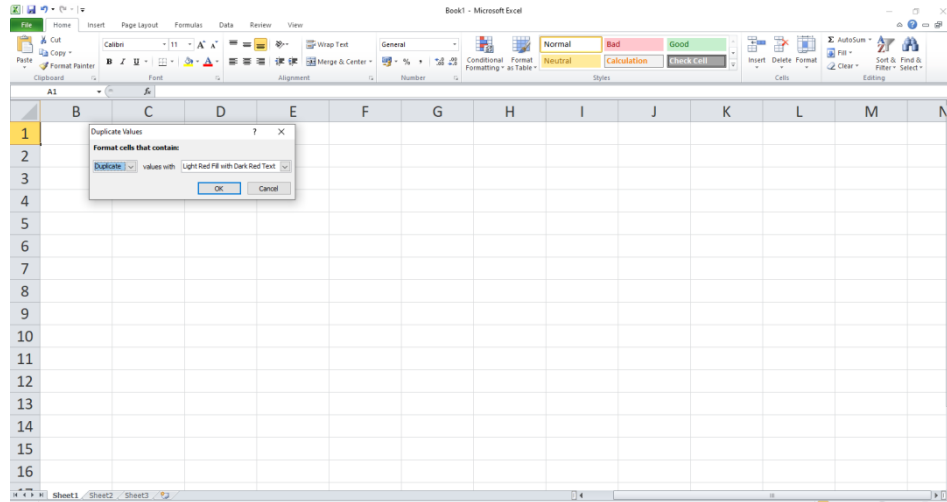 Book1 - Microsoft Excel
File Home Insert Page Layout Formulas Data Review View
Cut
Copy
Format Painter
Paste
Clipboard
Calibri 11 A A
B I U A
Font
Wrap Text
Merge & Center
Alignment
General
% ,
Number
Conditional Formatting
Format as Table
Normal Bad Good
Neutral Calculation Check Cell
Styles
Insert Delete Format
Cells
Σ AutoSum
Fill
Clear
Sort & Filter
Find & Select
Editing
A1 fx
B C D E F G H I J K L M N
Duplicate Values ? X
Format cells that contain:
Duplicate values with Light Red Fill with Dark Red Text
OK Cancel
1
2
3
4
5
6
7
8
9
10
11
12
13
14
15
16
Sheet1 Sheet2 Sheet3